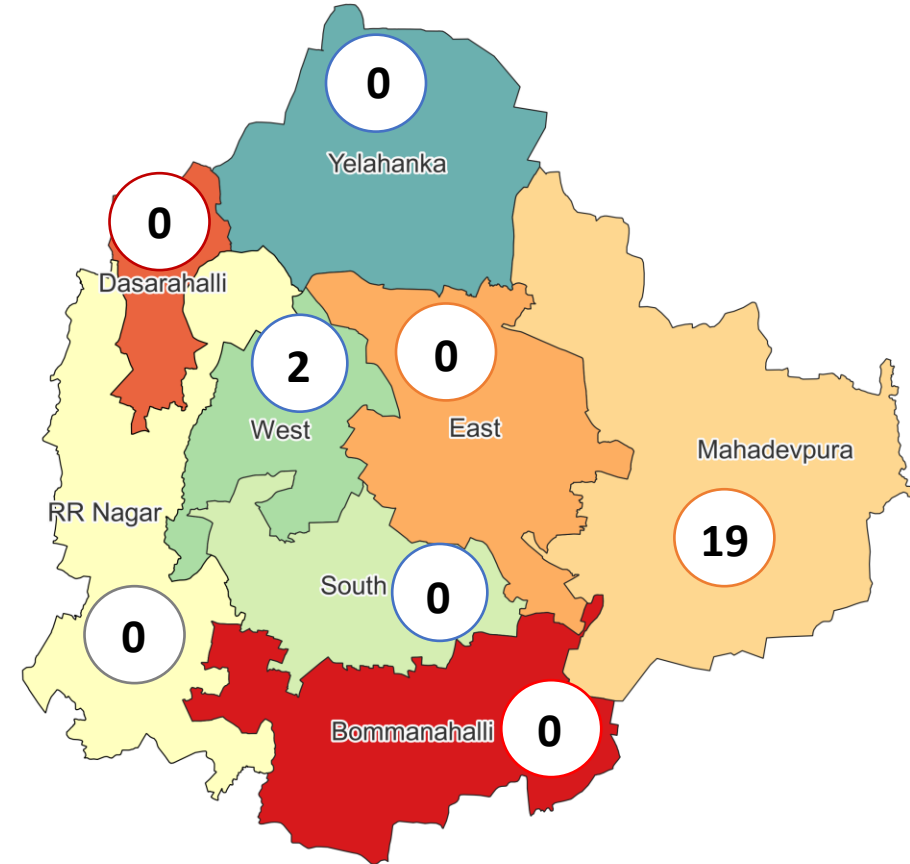 0
Yelahanka
0
Dasarahalli
2
West
0
East
Mahadevpura
19
RR Nagar
0
South
0
Bommanahalli
0